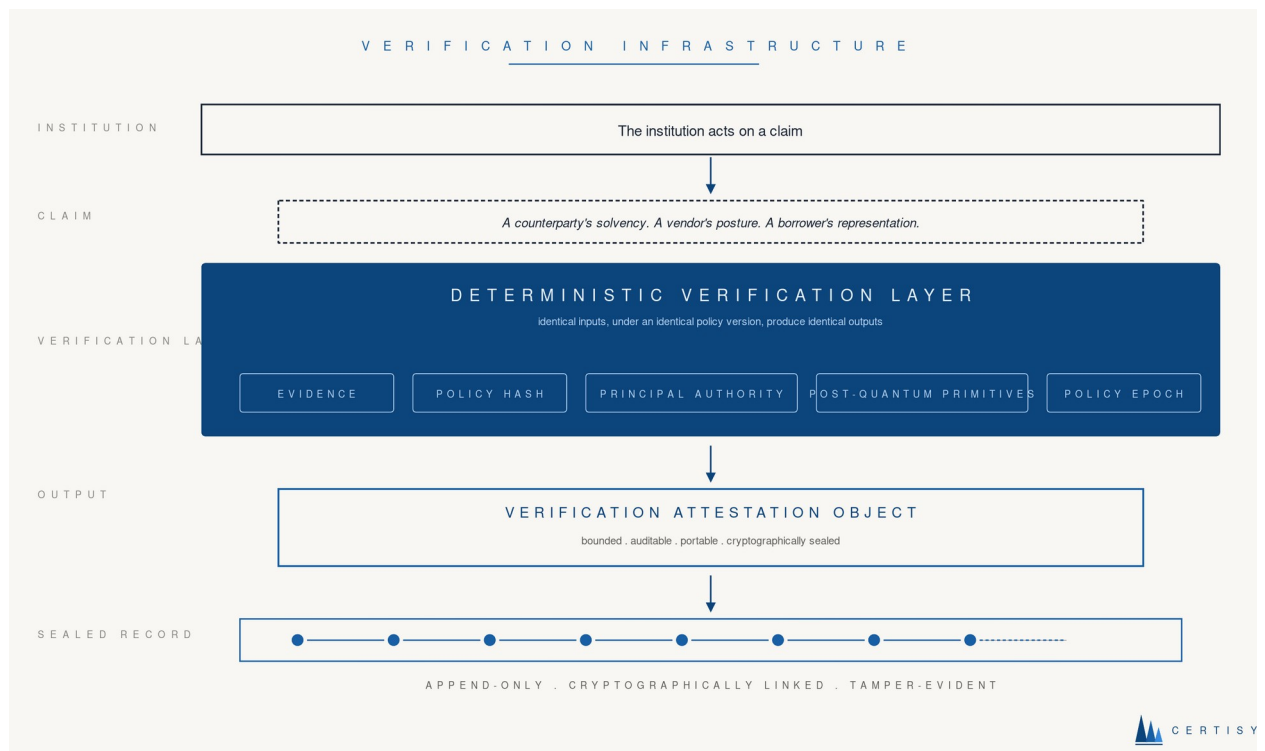 VERIFICATION INFRASTRUCTURE
INSTITUTION
The institution acts on a claim
CLAIM
A counterparty's solvency. A vendor's posture. A borrower's representation.
DETERMINISTIC VERIFICATION LAYER
identical inputs, under an identical policy version, produce identical outputs
VERIFICATION LA
EVIDENCE
POLICY HASH
PRINCIPAL AUTHORITY
POST-QUANTUM PRIMITIVES
POLICY EPOCH
OUTPUT
VERIFICATION ATTESTATION OBJECT
bounded . auditable . portable . cryptographically sealed
SEALED RECORD
APPEND-ONLY . CRYPTOGRAPHICALLY LINKED . TAMPER-EVIDENT
CERTISY